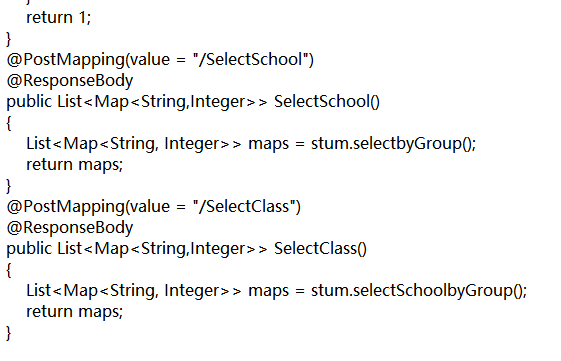 }
return 1;
}
@PostMapping(value = "/SelectSchool")
@ResponseBody
public List<Map<String,Integer>> SelectSchool()
{
List<Map<String, Integer>> maps = stum.selectbyGroup();
return maps;
}
@PostMapping(value = "/SelectClass")
@ResponseBody
public List<Map<String,Integer>> SelectClass()
{
List<Map<String, Integer>> maps = stum.selectSchoolbyGroup();
return maps;
}